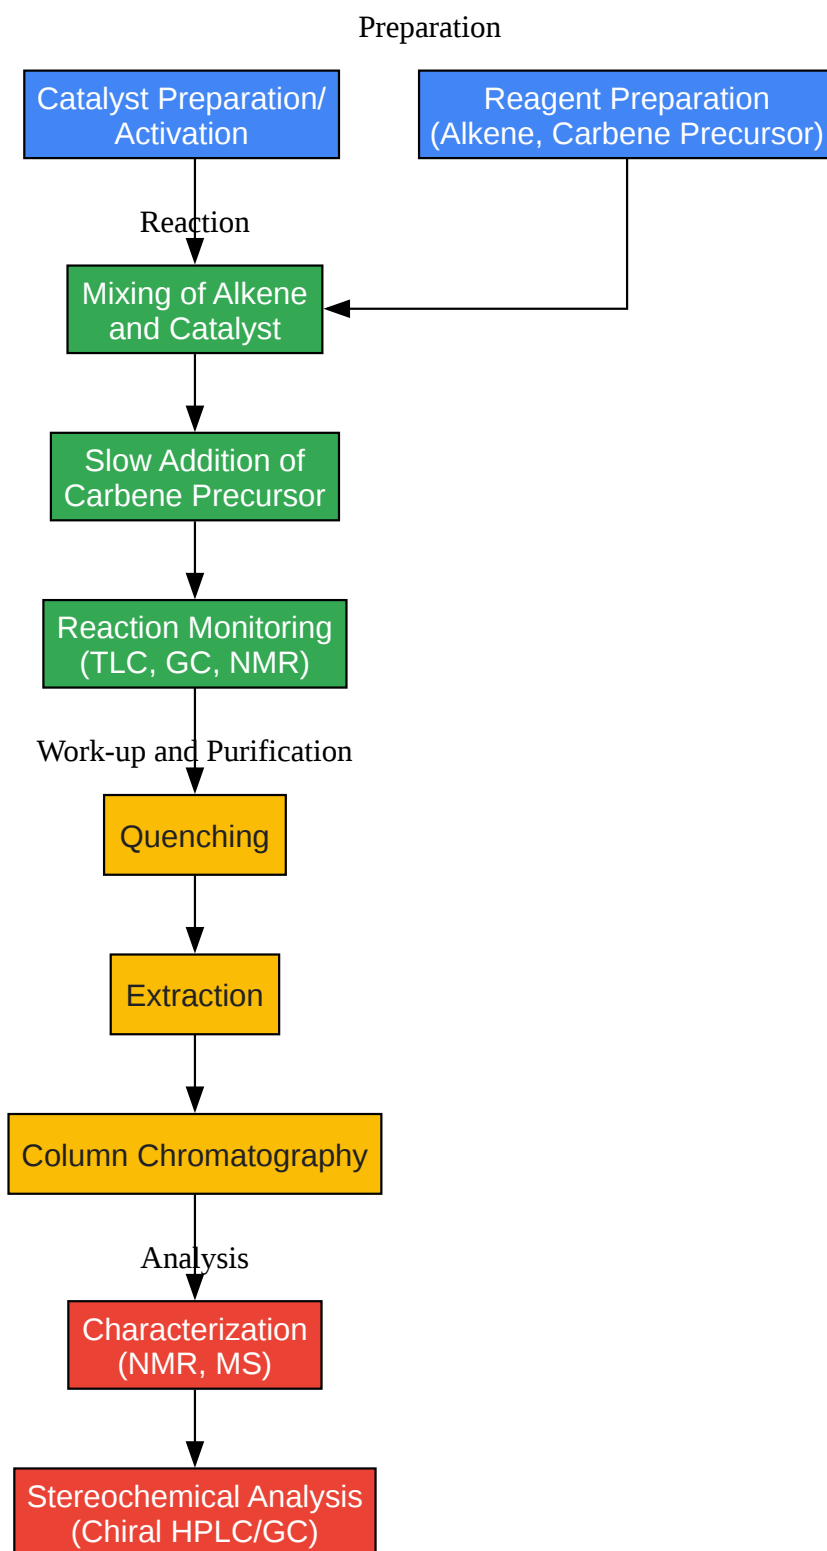 Preparation
Catalyst Preparation/
Activation
Reagent Preparation
(Alkene, Carbene Precursor)
Reaction
Mixing of Alkene
and Catalyst
Slow Addition of
Carbene Precursor
Reaction Monitoring
(TLC, GC, NMR)
Work-up and Purification
Quenching
Extraction
Column Chromatography
Analysis
Characterization
(NMR, MS)
Stereochemical Analysis
(Chiral HPLC/GC)